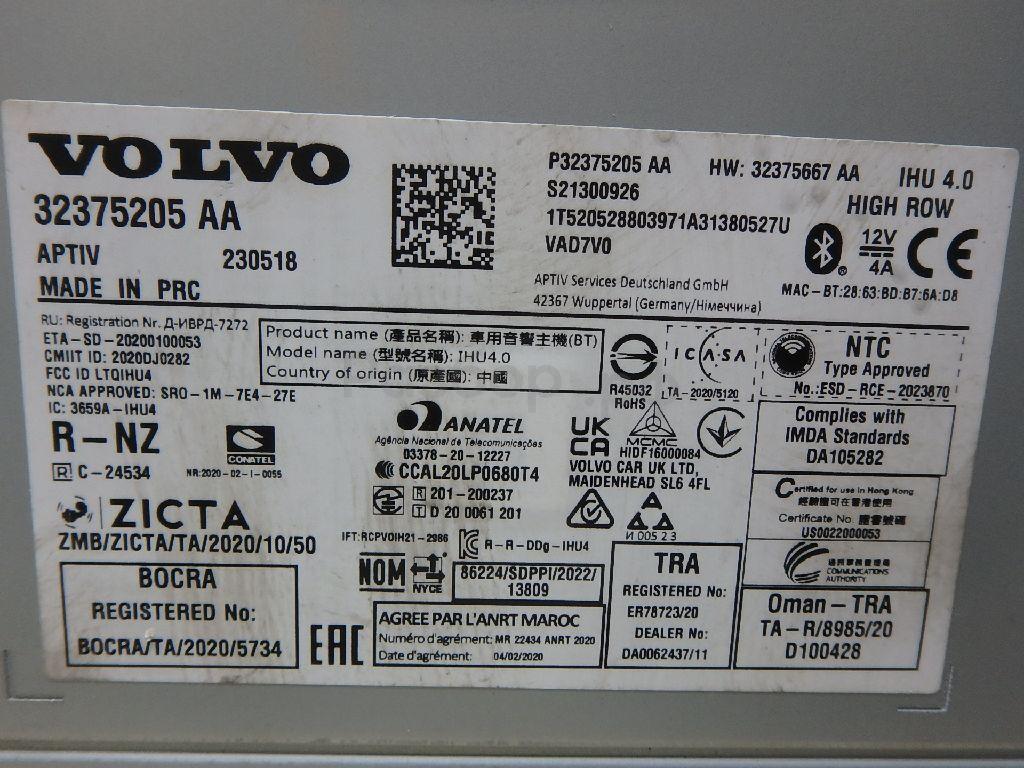 VOLVO
32375205 AA
APTIV 230518
MADE IN PRC
P32375205 AA HW: 32375667 AA IHU 4.0
S21300926 HIGH ROW
1T520528803971A31380527U
VAD7V0 12V 4A CE
APTIV Services Deutschland GmbH
42367 Wuppertal (Germany/Німеччина)
MAC-BT:28:63:BD:B7:6A:D8
RU: Registration Nr. Д-ИВРД-7272
ETA-SD-20200100053
CMIIT ID: 2020DJ0282
FCC ID LTQIHU4
NCA APPROVED: SRO-1M-7E4-27E
IC: 3659A-IHU4
Product name (產品名稱): 車用音響主機(BT)
Model name (型號名稱): IHU4.0
Country of origin (原產國): 中國
R45032
RoHS
ICASA
TA-2020/5120
NTC
Type Approved
No.:ESD-RCE-2023870
R-NZ
CONATEL
R C-24534
NR:2020-02-I-0055
ANATEL
Agência Nacional de Telecomunicações
03378-20-12227
CCAL20LP0680T4
R 201-200237
T D 20 0061 201
UK
CA
MCMC
HIDF16000084
VOLVO CAR UK LTD,
MAIDENHEAD SL6 4FL
Complies with
IMDA Standards
DA105282
Certified for use in Hong Kong
經驗證可在香港使用
Certificate No. 證書號碼
US0022000053
通訊事務管理局
COMMUNICATIONS
AUTHORITY
ZICTA
ZMB/ZICTA/TA/2020/10/50
IFT:RCPVOIH21-2986
R-R-DDg-IHU4
И 005 23
NOM
NYCE
86224/SDPPI/2022/
13809
BOCRA
REGISTERED No:
BOCRA/TA/2020/5734
EAC
AGREE PAR L'ANRT MAROC
Numéro d'agrément: MR 22434 ANRT 2020
Date d'agrément: 04/02/2020
TRA
REGISTERED No:
ER78723/20
DEALER No:
DA0062437/11
Oman-TRA
TA-R/8985/20
D100428